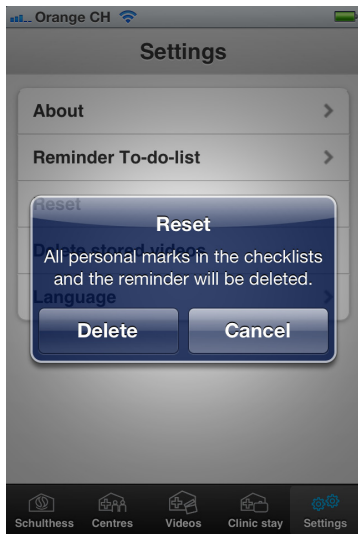 Orange CH
Settings
About
Reminder To-do-list
Reset
Delete stored videos
Language
Reset
All personal marks in the checklists
and the reminder will be deleted.
Delete
Cancel
Schulthess
Centres
Videos
Clinic stay
Settings